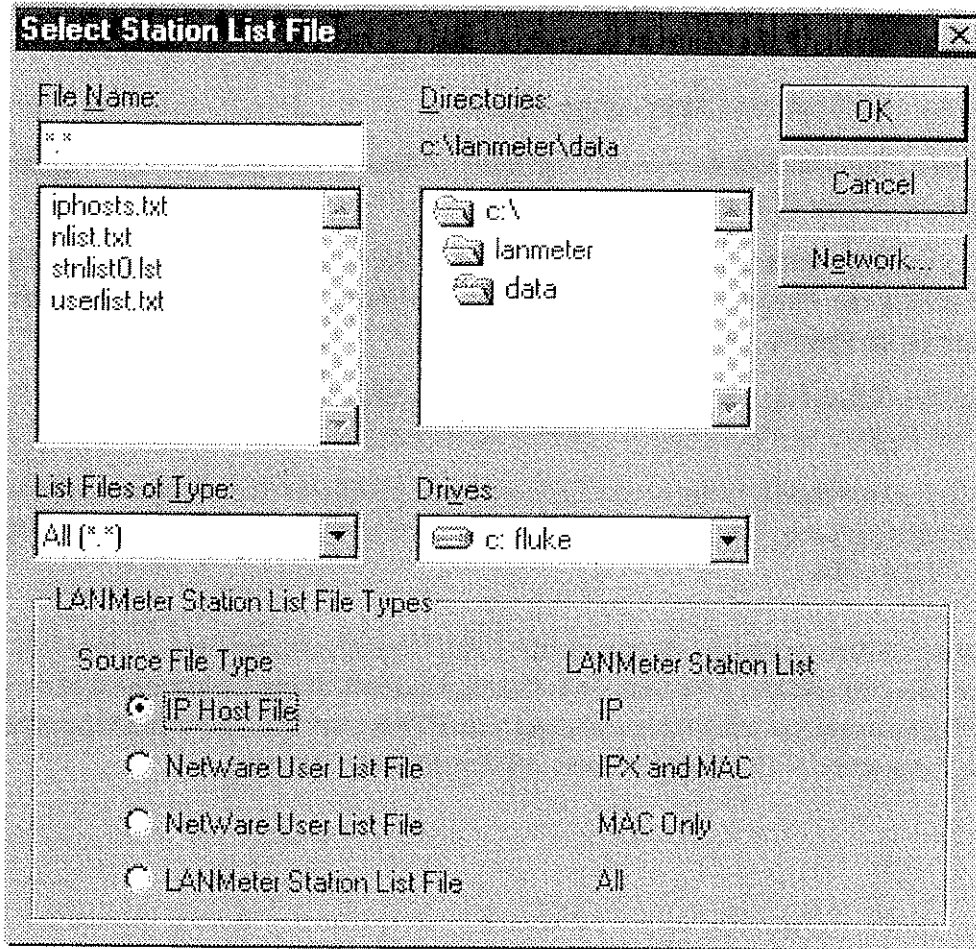 Select Station List File
File Name:
*.*
iphosts.txt
nlist.txt
stnlist0.lst
userlist.txt
Directories:
c:\lanmeter\data
c:\
lanmeter
data
OK
Cancel
Network...
List Files of Type:
All (*.*)
Drives:
c: fluke
LANMeter Station List File Types
Source File Type
LANMeter Station List
IP Host File
IP
NetWare User List File
IPX and MAC
NetWare User List File
MAC Only
LANMeter Station List File
All